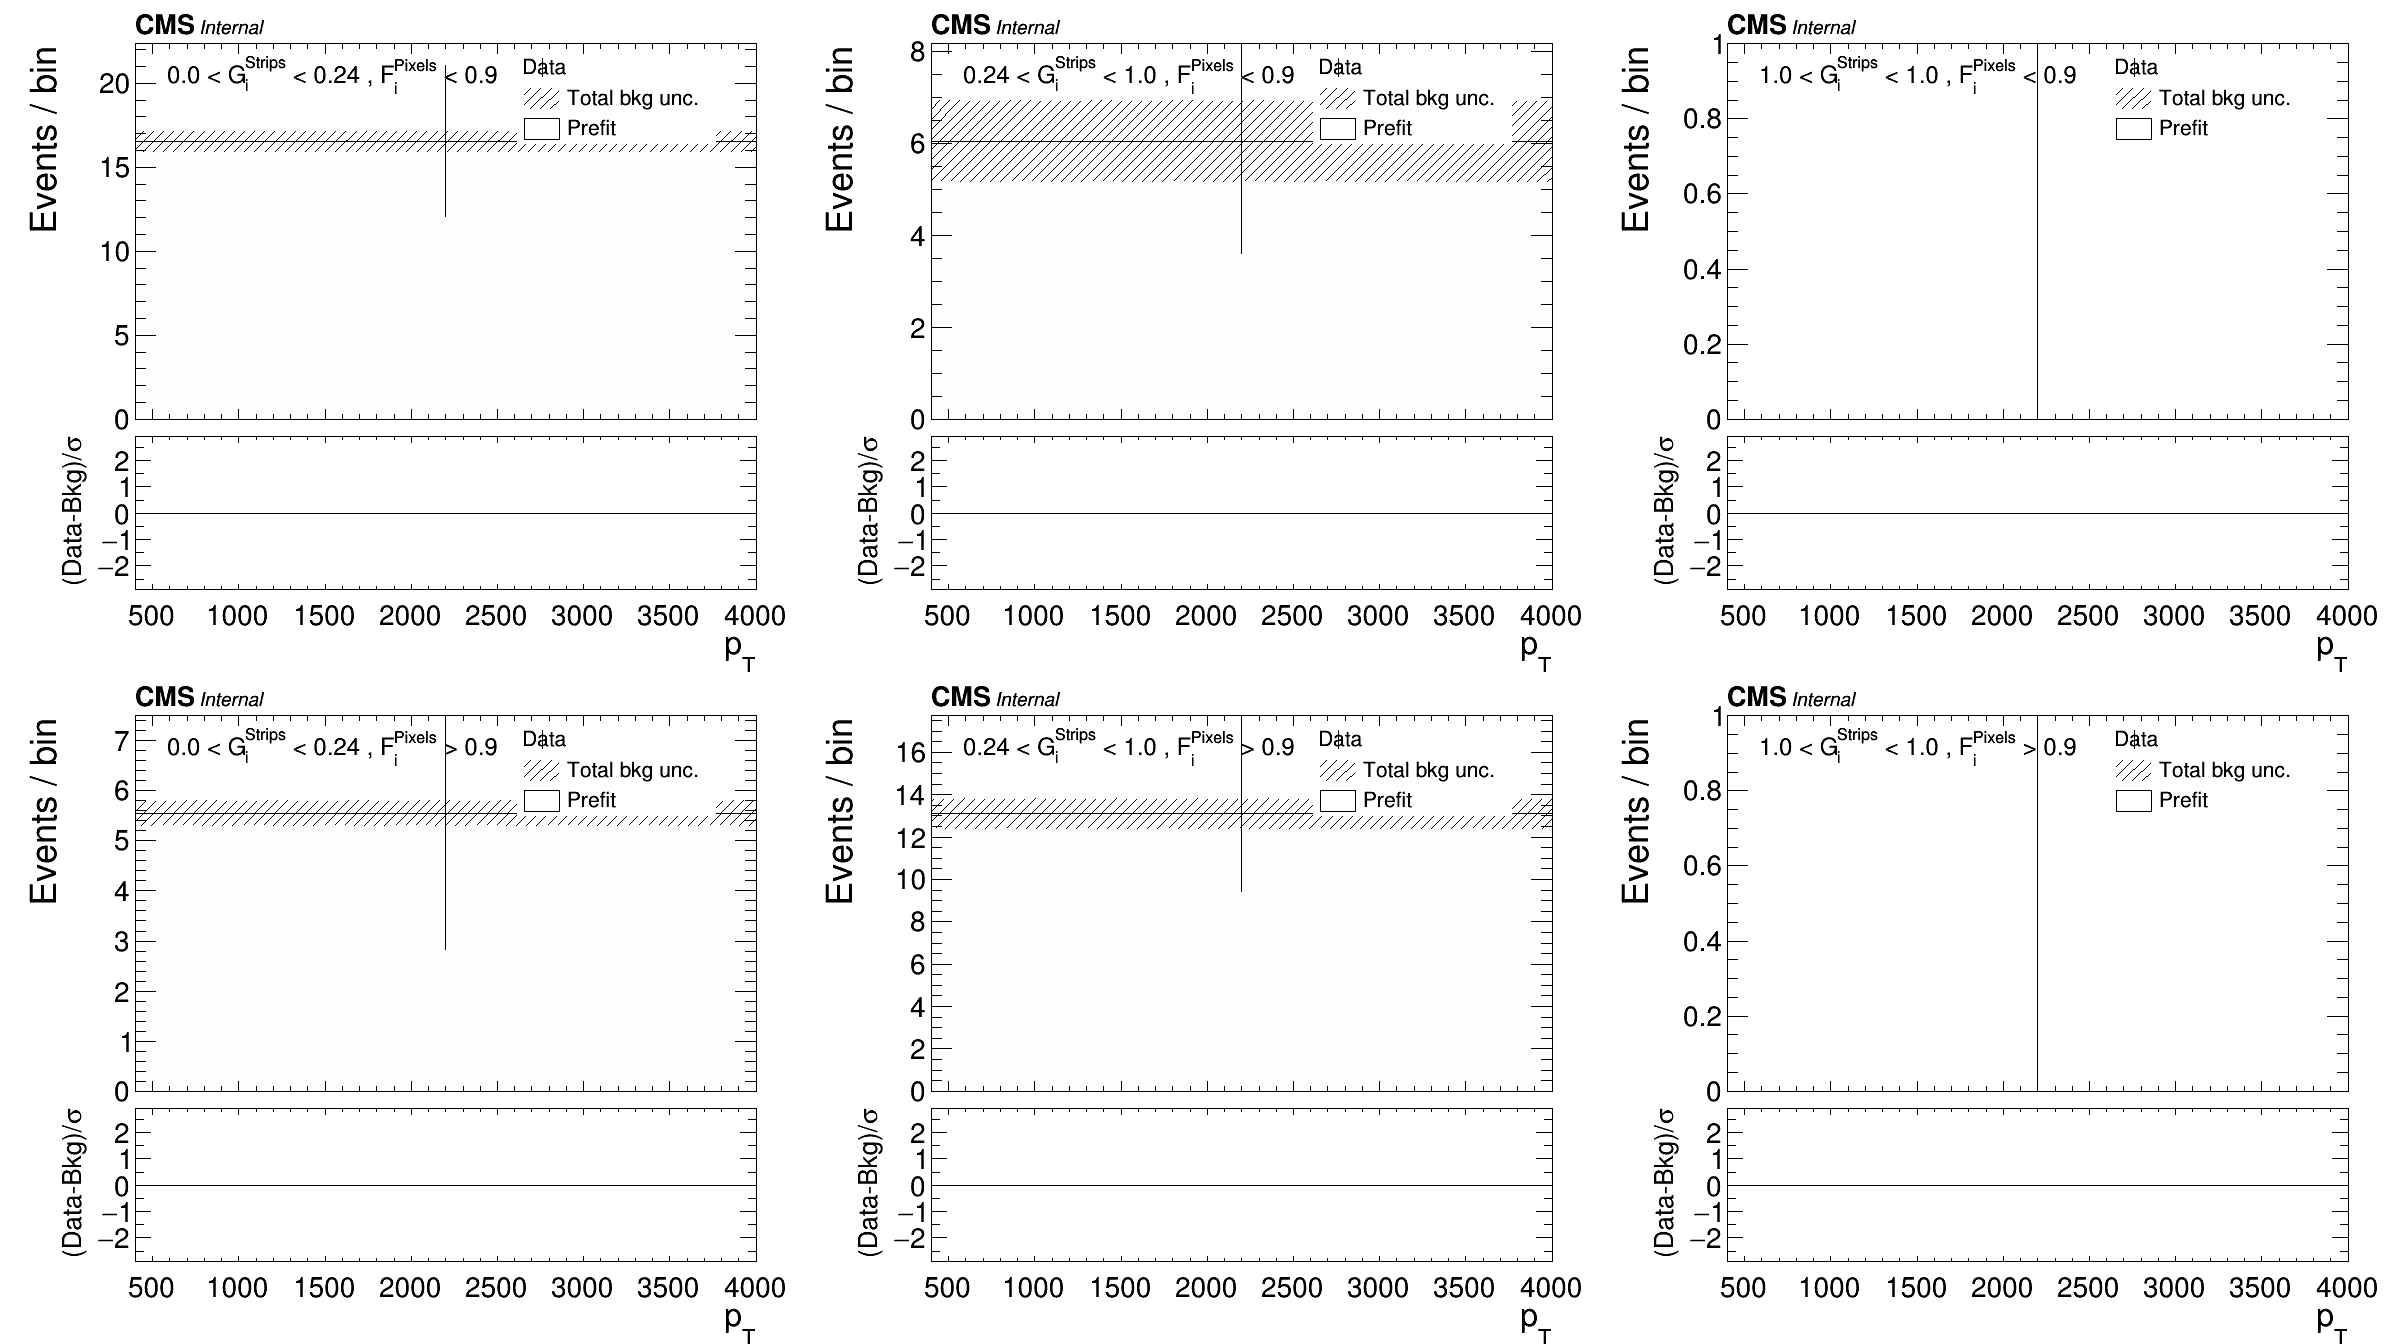 CMS Internal
Events / bin
0.0 < G_i^Strips < 0.24 , F_i^Pixels < 0.9
Data
Total bkg unc.
Prefit
20
15
10
5
0
(Data-Bkg)/σ
2
1
0
−1
−2
500 1000 1500 2000 2500 3000 3500 4000
p_T
CMS Internal
Events / bin
0.24 < G_i^Strips < 1.0 , F_i^Pixels < 0.9
Data
Total bkg unc.
Prefit
8
6
4
2
0
(Data-Bkg)/σ
2
1
0
−1
−2
500 1000 1500 2000 2500 3000 3500 4000
p_T
CMS Internal
Events / bin
1.0 < G_i^Strips < 1.0 , F_i^Pixels < 0.9
Data
Total bkg unc.
Prefit
1
0.8
0.6
0.4
0.2
0
(Data-Bkg)/σ
2
1
0
−1
−2
500 1000 1500 2000 2500 3000 3500 4000
p_T
CMS Internal
Events / bin
0.0 < G_i^Strips < 0.24 , F_i^Pixels > 0.9
Data
Total bkg unc.
Prefit
7
6
5
4
3
2
1
0
(Data-Bkg)/σ
2
1
0
−1
−2
500 1000 1500 2000 2500 3000 3500 4000
p_T
CMS Internal
Events / bin
0.24 < G_i^Strips < 1.0 , F_i^Pixels > 0.9
Data
Total bkg unc.
Prefit
16
14
12
10
8
6
4
2
0
(Data-Bkg)/σ
2
1
0
−1
−2
500 1000 1500 2000 2500 3000 3500 4000
p_T
CMS Internal
Events / bin
1.0 < G_i^Strips < 1.0 , F_i^Pixels > 0.9
Data
Total bkg unc.
Prefit
1
0.8
0.6
0.4
0.2
0
(Data-Bkg)/σ
2
1
0
−1
−2
500 1000 1500 2000 2500 3000 3500 4000
p_T